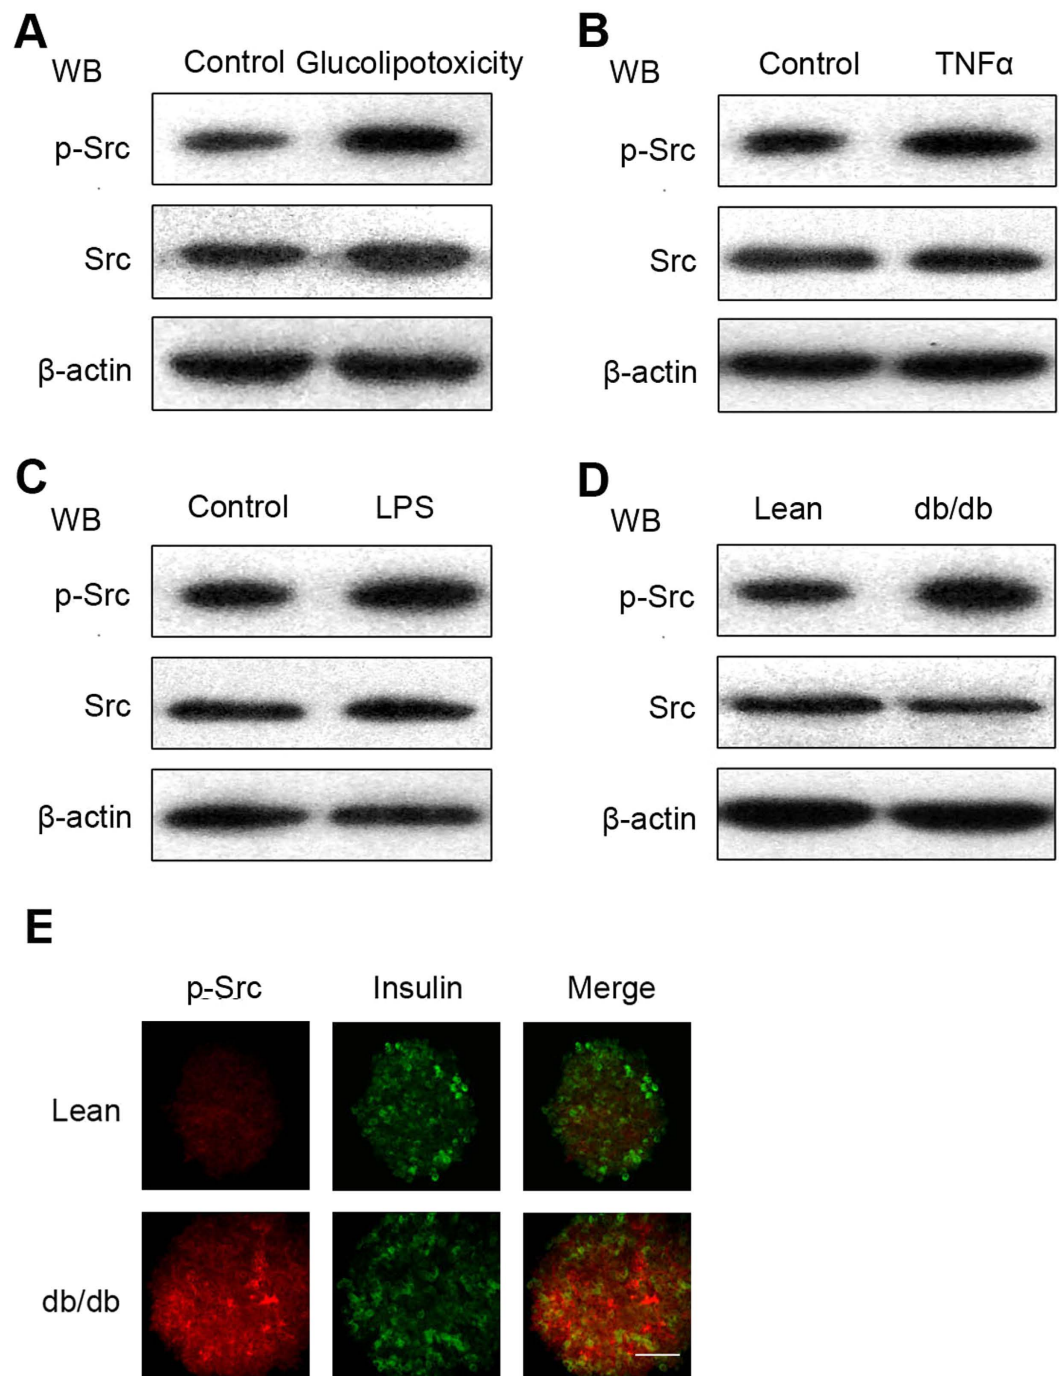 A
WB
Control Glucolipotoxicity
p-Src
Src
β-actin
B
WB
Control TNFα
p-Src
Src
β-actin
C
WB
Control LPS
p-Src
Src
β-actin
D
WB
Lean db/db
p-Src
Src
β-actin
E
p-Src Insulin Merge
Lean
db/db